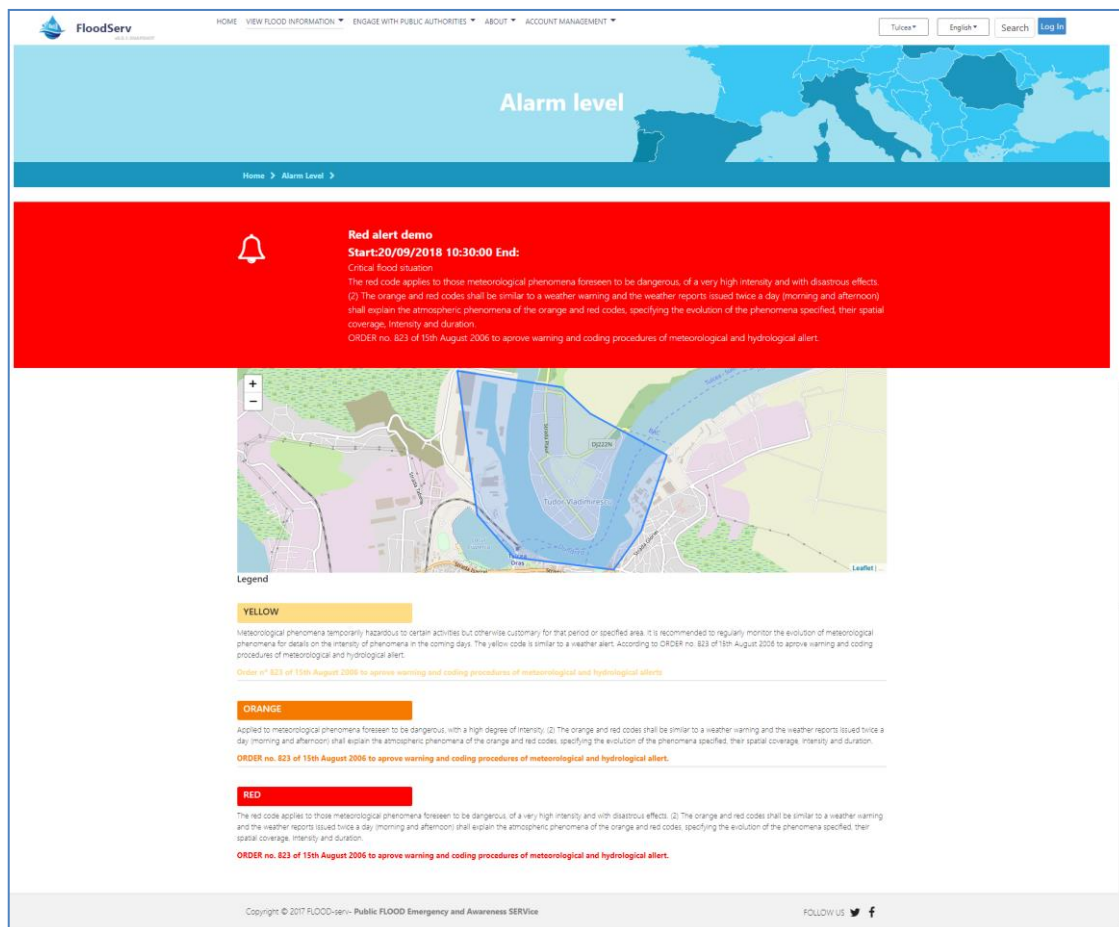 FloodServ
HOME VIEW FLOOD INFORMATION ENGAGE WITH PUBLIC AUTHORITIES ABOUT ACCOUNT MANAGEMENT
Tulcea English Search Log In
Alarm level
Home Alarm Level
Red alert demo
Start:20/09/2018 10:30:00 End:
Critical flood situation
The red code applies to those meteorological phenomena foreseen to be dangerous, of a very high intensity and with disastrous effects.
(2) The orange and red codes shall be similar to a weather warning and the weather reports issued twice a day (morning and afternoon)
shall explain the atmospheric phenomena of the orange and red codes, specifying the evolution of the phenomena specified, their spatial
coverage, Intensity and duration.
ORDER no. 823 of 15th August 2006 to aprove warning and coding procedures of meteorological and hydrological allert.
+
−
DJ222N
Tudor Vladimirescu
Strada Gloriei
Leaflet | ...
Legend
YELLOW
Meteorological phenomena temporarily hazardous to certain activities but otherwise customary for that period or specified area. It is recommended to regularly monitor the evolution of meteorological
phenomena for details on the intensity of phenomena in the coming days. The yellow code is similar to a weather alert. According to ORDER no. 823 of 15th August 2006 to aprove warning and coding
procedures of meteorological and hydrological allert.
Order n° 823 of 15th August 2006 to aprove warning and coding procedures of meteorological and hydrological allerts
ORANGE
Applied to meteorological phenomena foreseen to be dangerous, with a high degree of intensity. (2) The orange and red codes shall be similar to a weather warning and the weather reports issued twice a
day (morning and afternoon) shall explain the atmospheric phenomena of the orange and red codes, specifying the evolution of the phenomena specified, their spatial coverage, intensity and duration.
ORDER no. 823 of 15th August 2006 to aprove warning and coding procedures of meteorological and hydrological allert.
RED
The red code applies to those meteorological phenomena foreseen to be dangerous, of a very high intensity and with disastrous effects. (2) The orange and red codes shall be similar to a weather warning
and the weather reports issued twice a day (morning and afternoon) shall explain the atmospheric phenomena of the orange and red codes, specifying the evolution of the phenomena specified, their
spatial coverage, intensity and duration.
ORDER no. 823 of 15th August 2006 to aprove warning and coding procedures of meteorological and hydrological allert.
Copyright © 2017 FLOOD-serv- Public FLOOD Emergency and Awareness SERVice
FOLLOW US